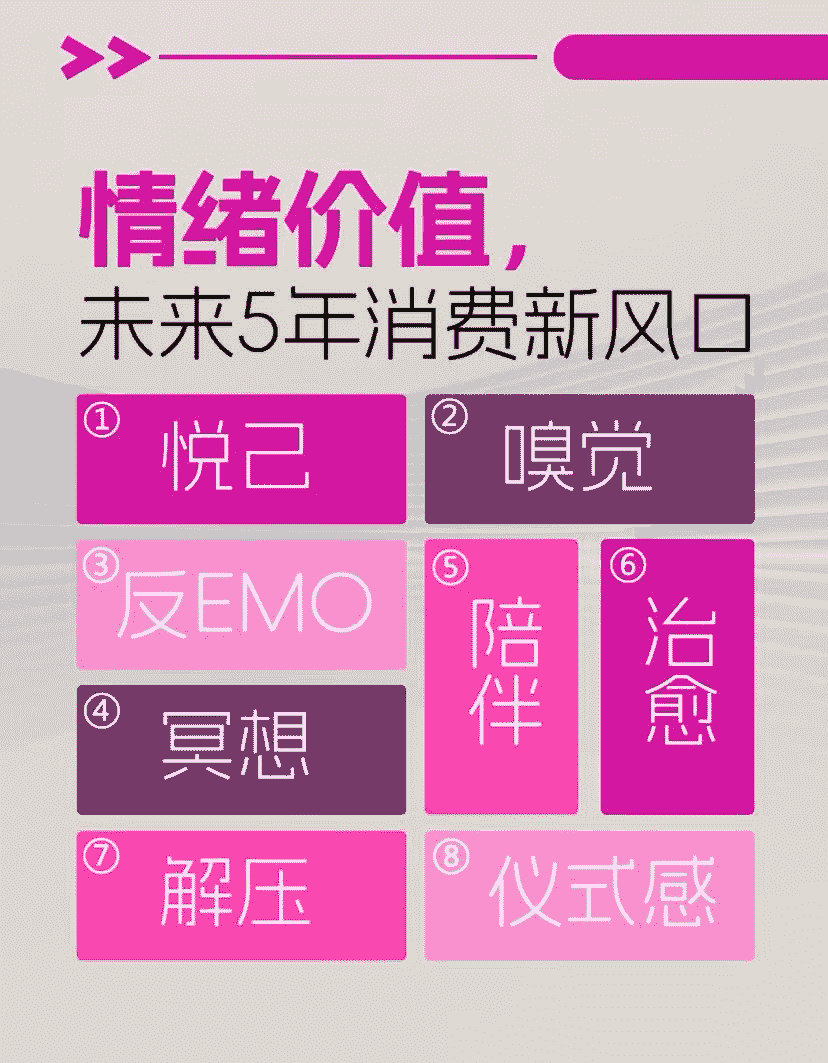 情绪价值，
未来5年消费新风口
① 悦己
② 嗅觉
③ 反EMO
④ 冥想
⑤ 陪伴
⑥ 治愈
⑦ 解压
⑧ 仪式感